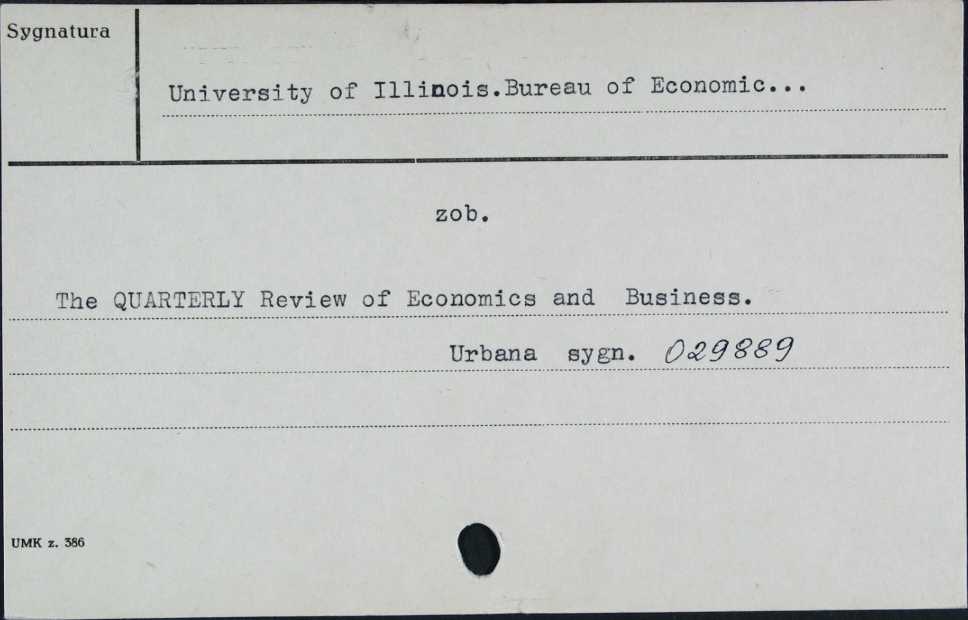 Sygnatura
University of Illinois.Bureau of Economic...
zob.
The QUARTERLY Review of Economics and Business.
Urbana sygn. 029889
UMK z. 386